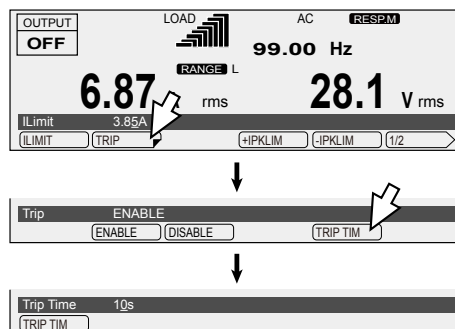 OUTPUT LOAD AC RESP.M
OFF 99.00 Hz
RANGE L
6.87 rms 28.1 V rms
ILimit 3.85A
ILIMIT TRIP +IPKLIM -IPKLIM 1/2
Trip ENABLE
ENABLE DISABLE TRIP TIM
Trip Time 10s
TRIP TIM